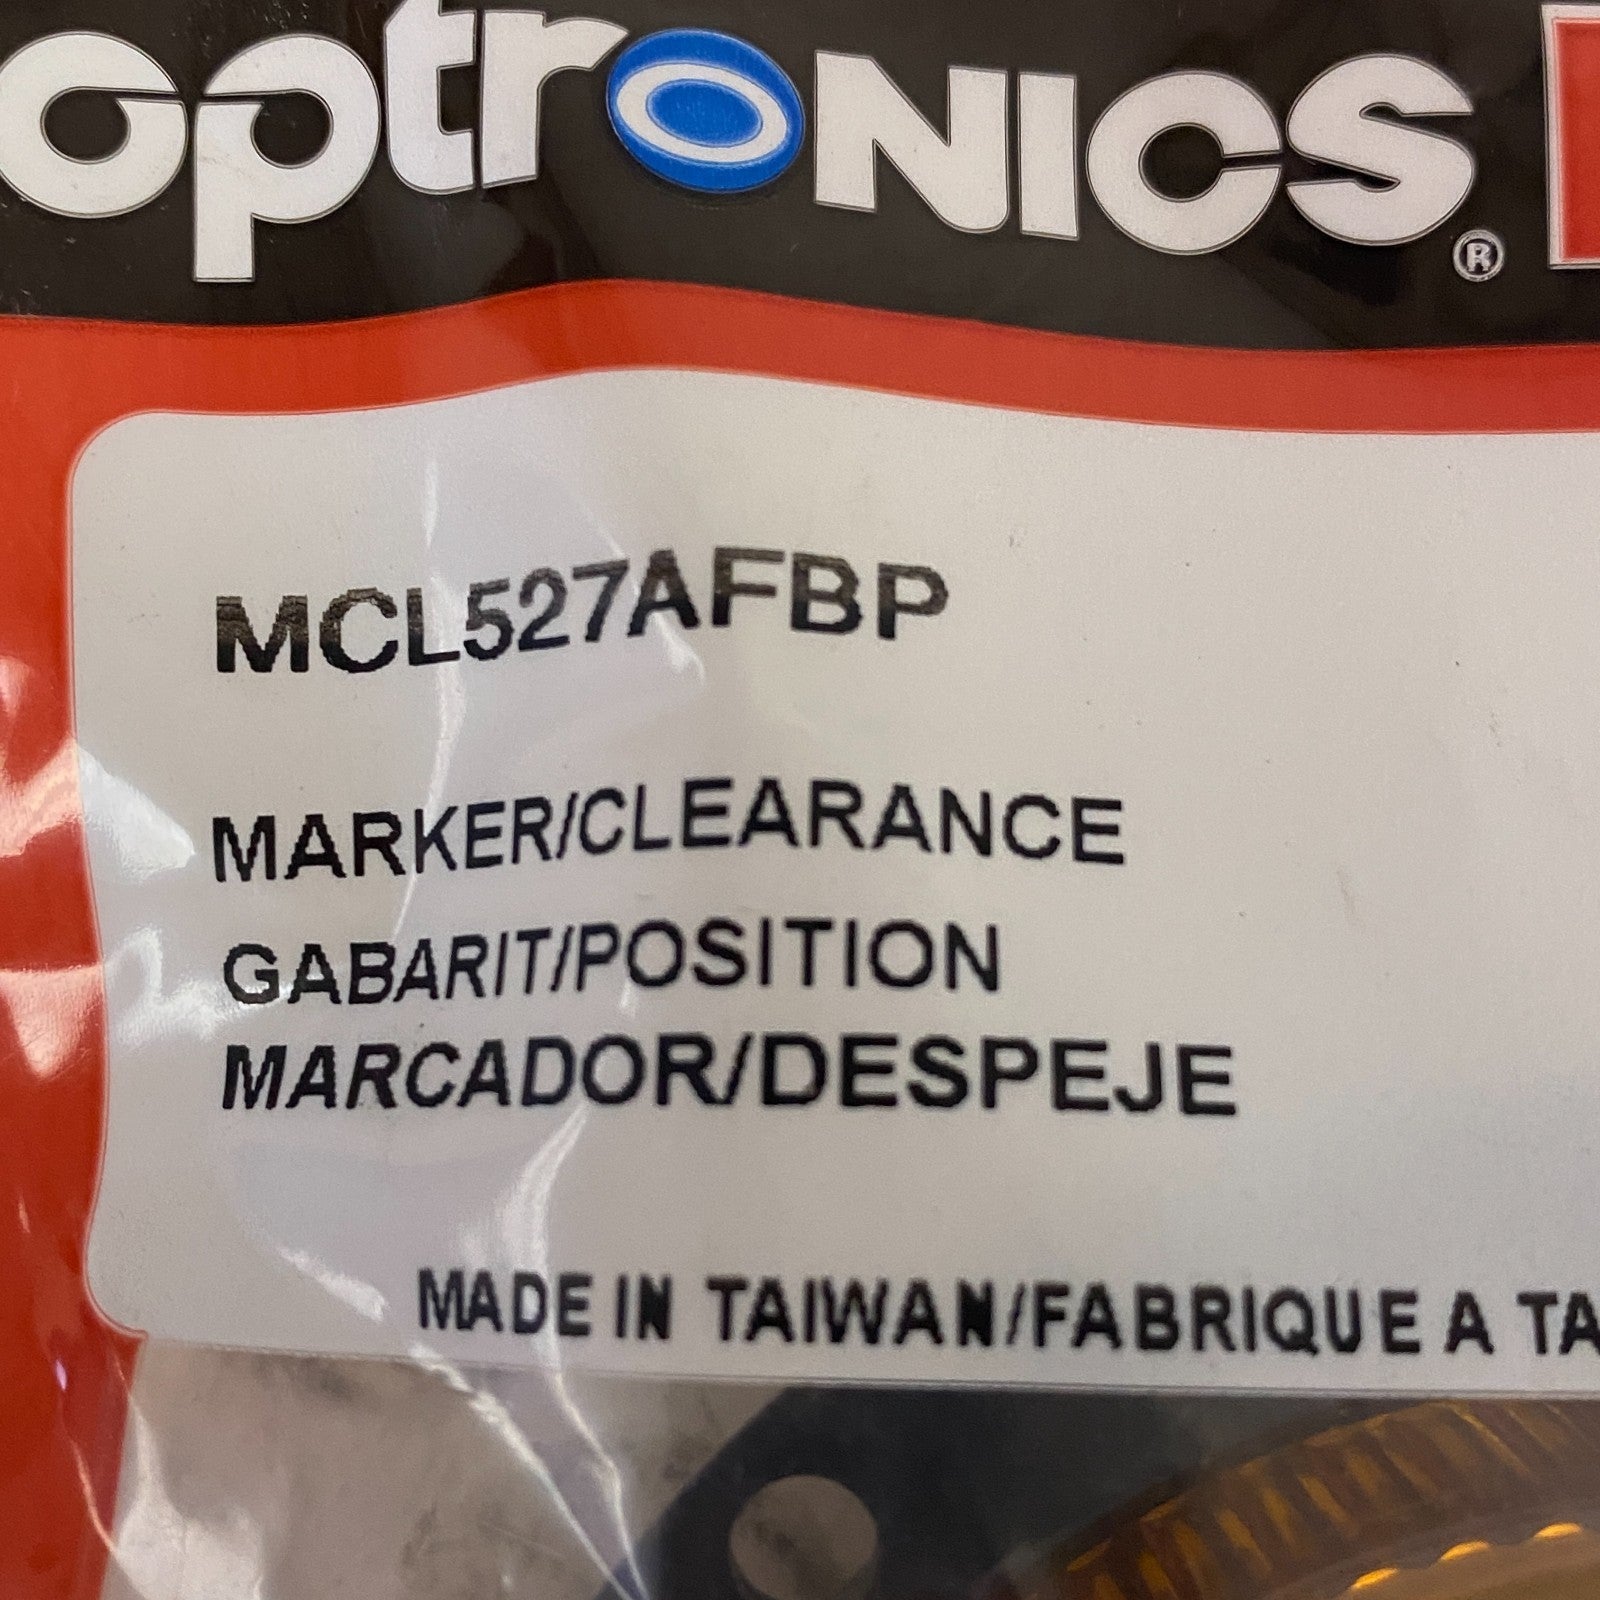 optronics®
MCL527AFBP
MARKER/CLEARANCE
GABARIT/POSITION
MARCADOR/DESPEJE
MADE IN TAIWAN/FABRIQUE A TA